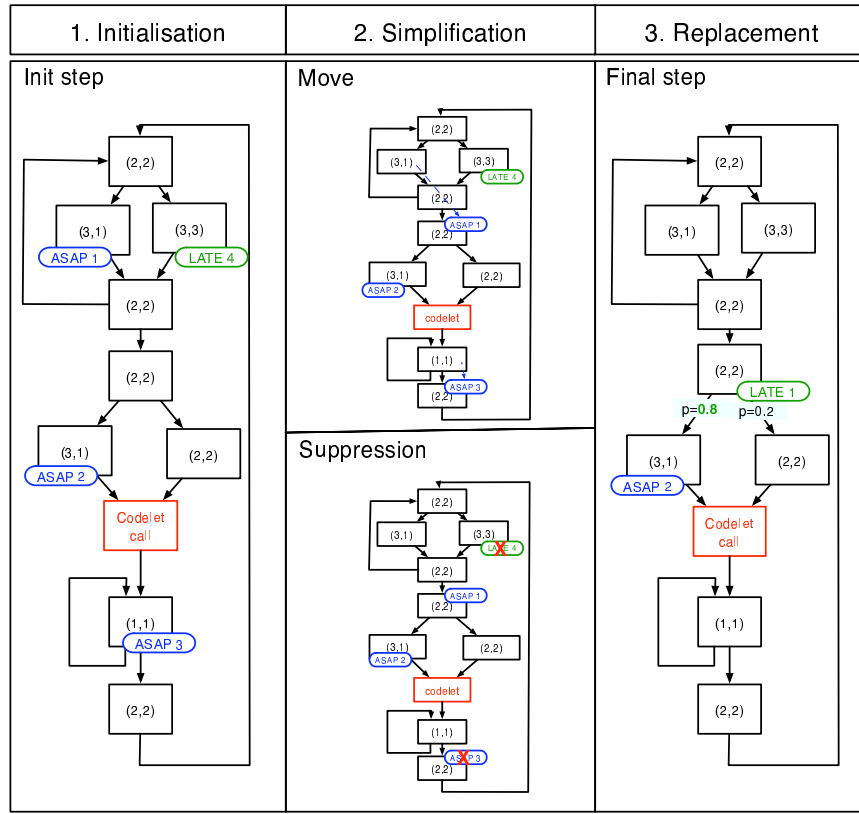 1. Initialisation
2. Simplification
3. Replacement
Init step
(2,2)
(3,1)
(3,3)
ASAP 1
LATE 4
(2,2)
(2,2)
(3,1)
(2,2)
ASAP 2
Codelet
call
(1,1)
ASAP 3
(2,2)
Move
(2,2)
(3,1)
(3,3)
LATE 4
(2,2)
ASAP 1
(2,2)
(3,1)
(2,2)
ASAP 2
codelet
(1,1)
ASAP 3
(2,2)
Suppression
(2,2)
(3,1)
(3,3)
LATE 4
(2,2)
ASAP 1
(2,2)
(3,1)
(2,2)
ASAP 2
codelet
(1,1)
ASAP 3
(2,2)
Final step
(2,2)
(3,1)
(3,3)
(2,2)
(2,2)
LATE 1
p=0.8
p=0.2
(3,1)
(2,2)
ASAP 2
Codelet
call
(1,1)
(2,2)